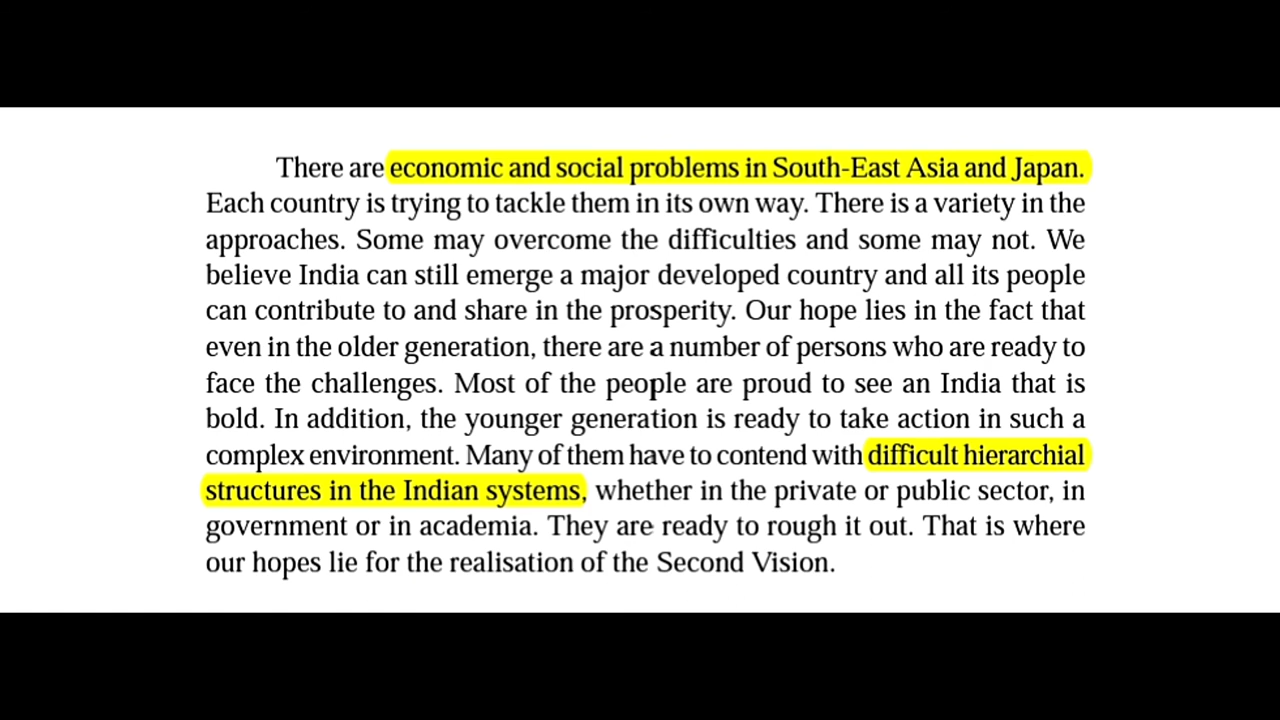 There are economic and social problems in South-East Asia and Japan.
Each country is trying to tackle them in its own way. There is a variety in the
approaches. Some may overcome the difficulties and some may not. We
believe India can still emerge a major developed country and all its people
can contribute to and share in the prosperity. Our hope lies in the fact that
even in the older generation, there are a number of persons who are ready to
face the challenges. Most of the people are proud to see an India that is
bold. In addition, the younger generation is ready to take action in such a
complex environment. Many of them have to contend with difficult hierarchial
structures in the Indian systems, whether in the private or public sector, in
government or in academia. They are ready to rough it out. That is where
our hopes lie for the realisation of the Second Vision.